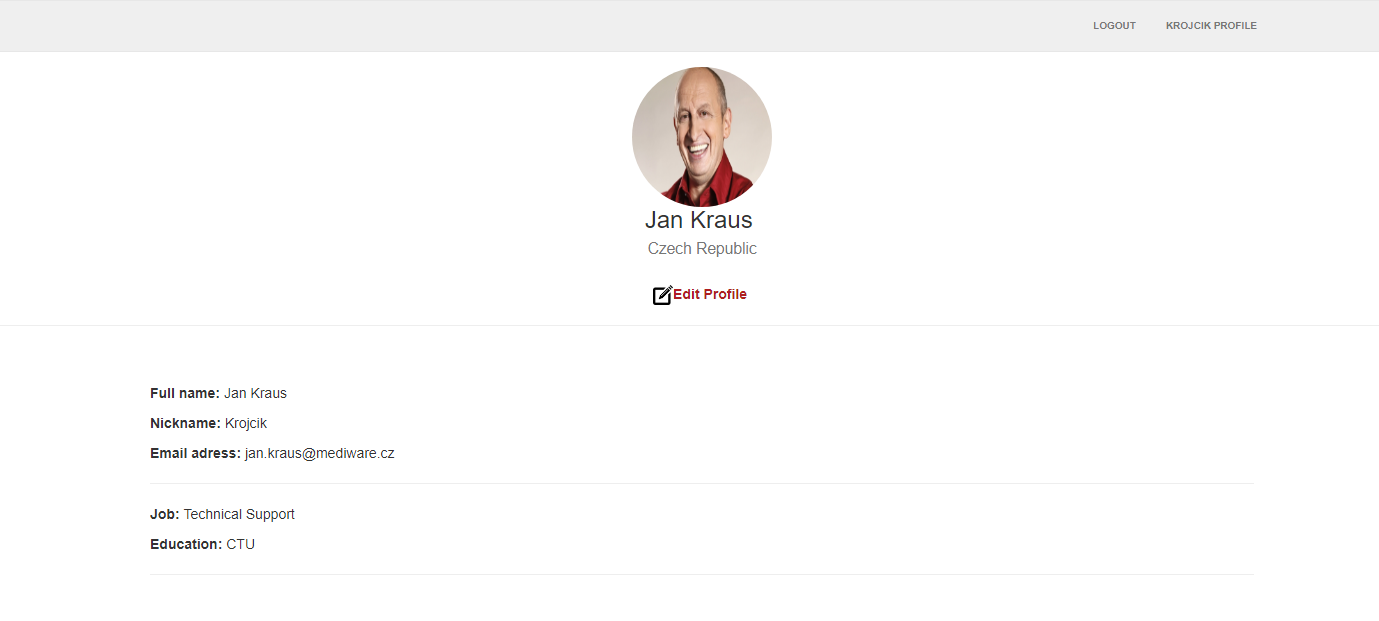 LOGOUT KROJCIK PROFILE
Jan Kraus
Czech Republic
Edit Profile
Full name: Jan Kraus
Nickname: Krojcik
Email adress: jan.kraus@mediware.cz
Job: Technical Support
Education: CTU